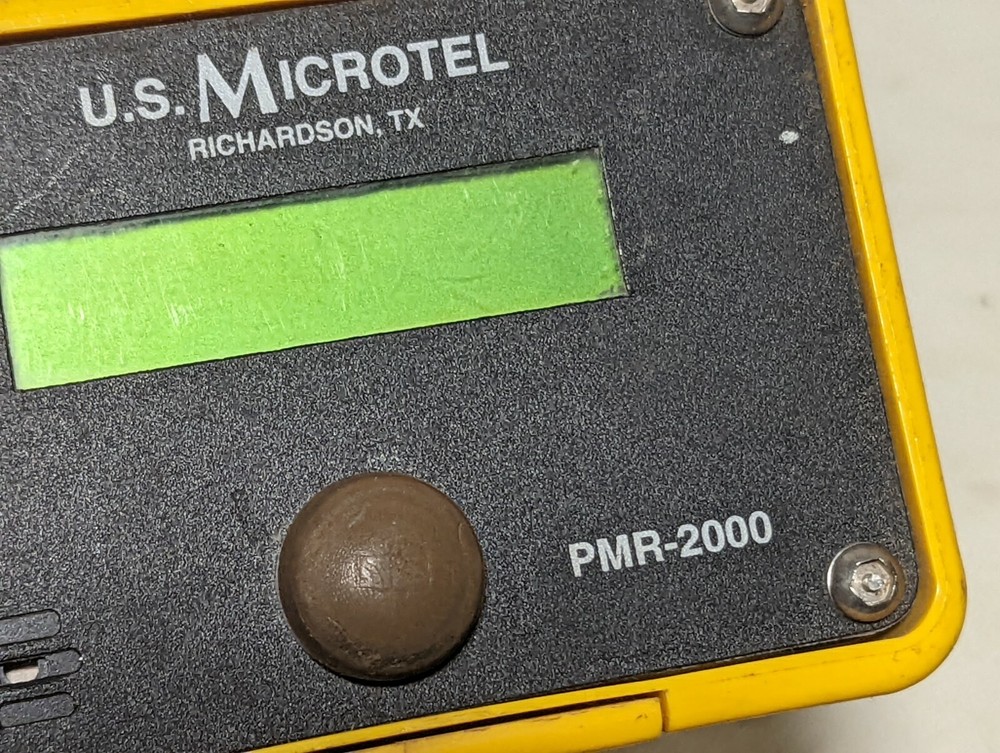 U.S. MICROTEL
RICHARDSON, TX
PMR-2000